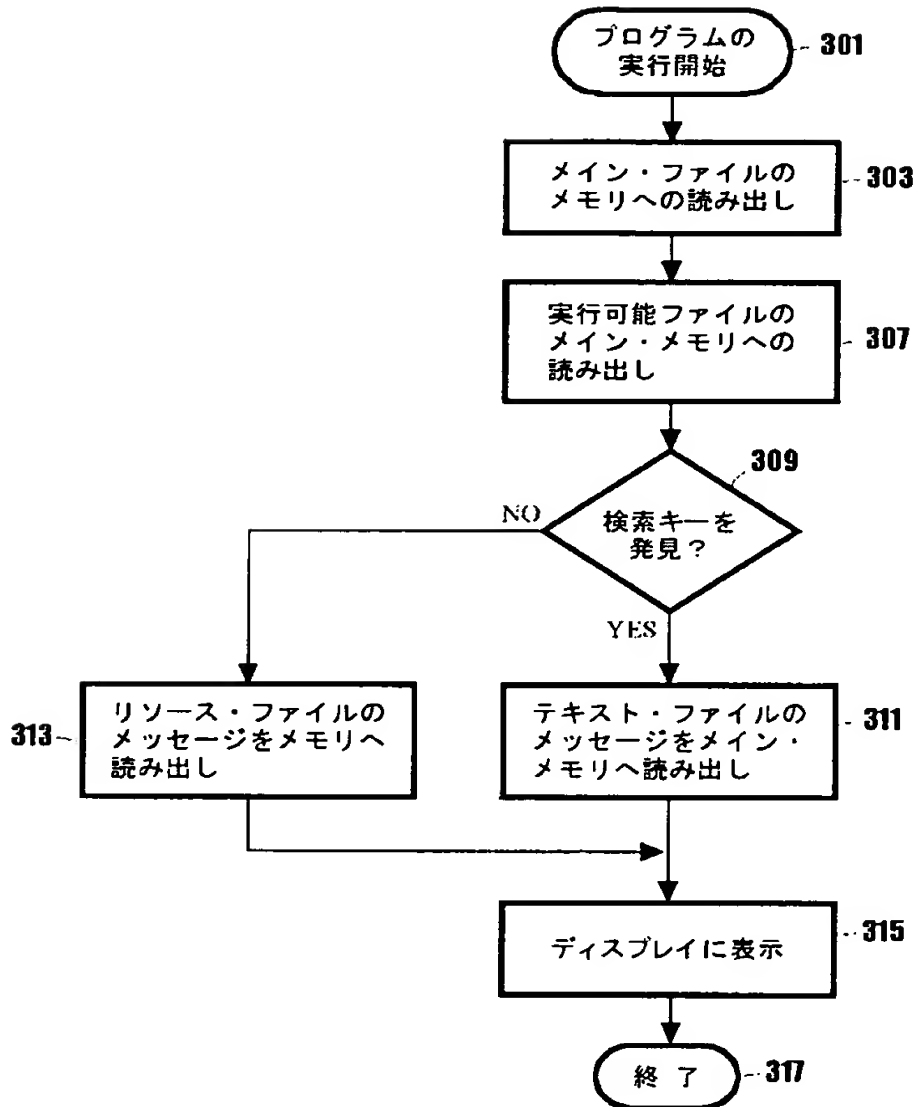 プログラムの
実行開始
301
メイン・ファイルの
メモリへの読み出し
303
実行可能ファイルの
メイン・メモリへの
読み出し
307
309
検索キーを
発見?
NO
YES
313
リソース・ファイルの
メッセージをメモリへ
読み出し
テキスト・ファイルの
メッセージをメイン・
メモリへ読み出し
311
ディスプレイに表示
315
終了
317